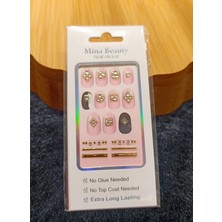 Mina Beauty
No Glue Needed
No Top Coat Needed
Extra Long Lasting